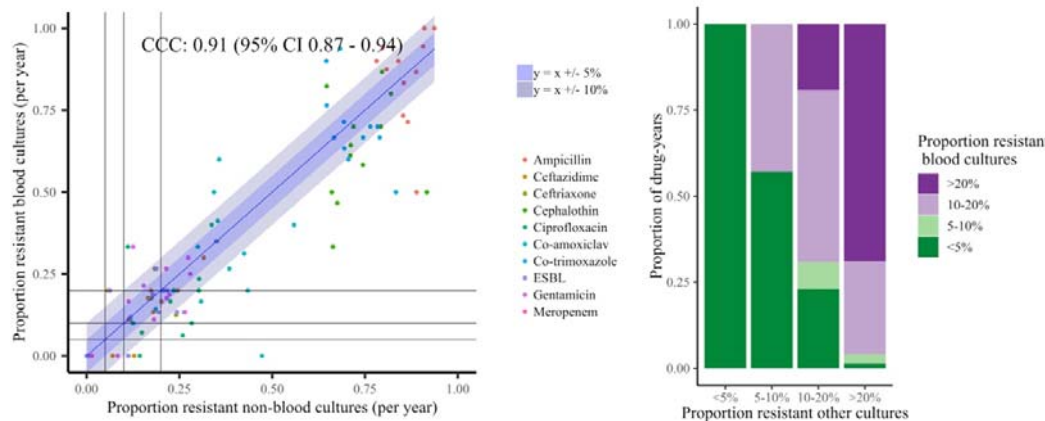 CCC: 0.91 (95% CI 0.87 - 0.94)
Proportion resistant blood cultures (per year)
1.00
0.75
0.50
0.25
0.00
0.00
0.25
0.50
0.75
1.00
Proportion resistant non-blood cultures (per year)
y = x +/- 5%
y = x +/- 10%
Ampicillin
Ceftazidime
Ceftriaxone
Cephalothin
Ciprofloxacin
Co-amoxiclav
Co-trimoxazole
ESBL
Gentamicin
Meropenem
Proportion of drug-years
1.00
0.75
0.50
0.25
0.00
<5%
5-10%
10-20%
>20%
Proportion resistant other cultures
Proportion resistant
blood cultures
>20%
10-20%
5-10%
<5%